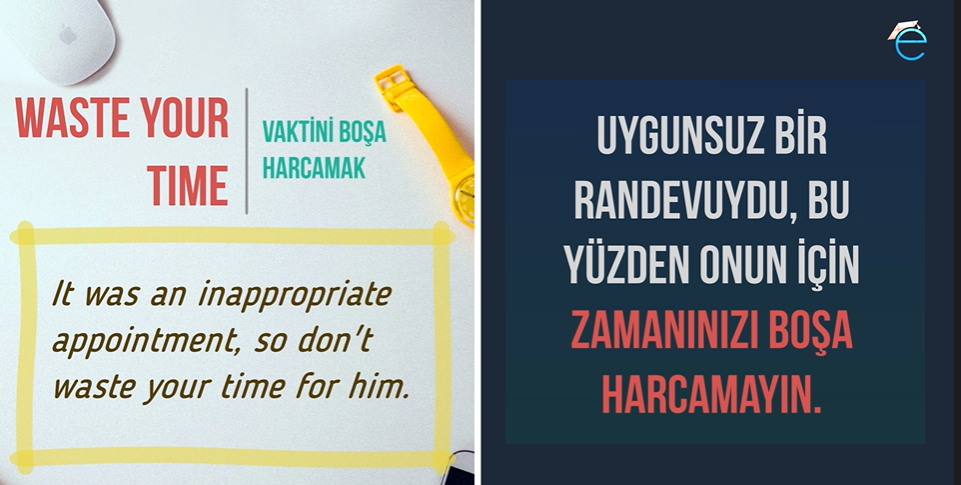 WASTE YOUR
TIME
VAKTİNİ BOŞA
HARCAMAK
It was an inappropriate
appointment, so don't
waste your time for him.
e
UYGUNSUZ BİR
RANDEVUYDU, BU
YÜZDEN ONUN İÇİN
ZAMANINIZI BOŞA
HARCAMAYIN.